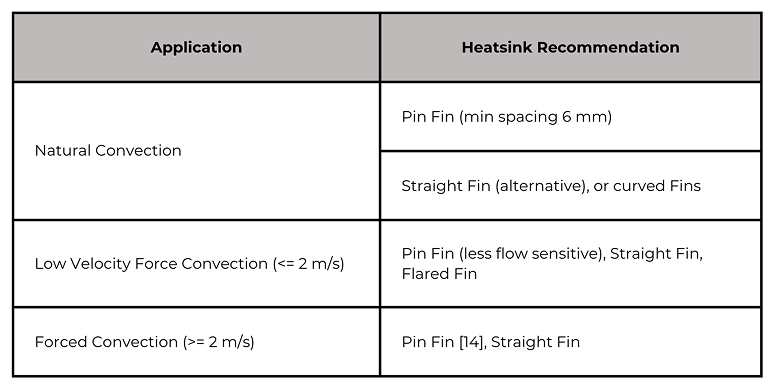 Application
Heatsink Recommendation
Natural Convection
Pin Fin (min spacing 6 mm)
Straight Fin (alternative), or curved Fins
Low Velocity Force Convection (<= 2 m/s)
Pin Fin (less flow sensitive), Straight Fin,
Flared Fin
Forced Convection (>= 2 m/s)
Pin Fin [14], Straight Fin